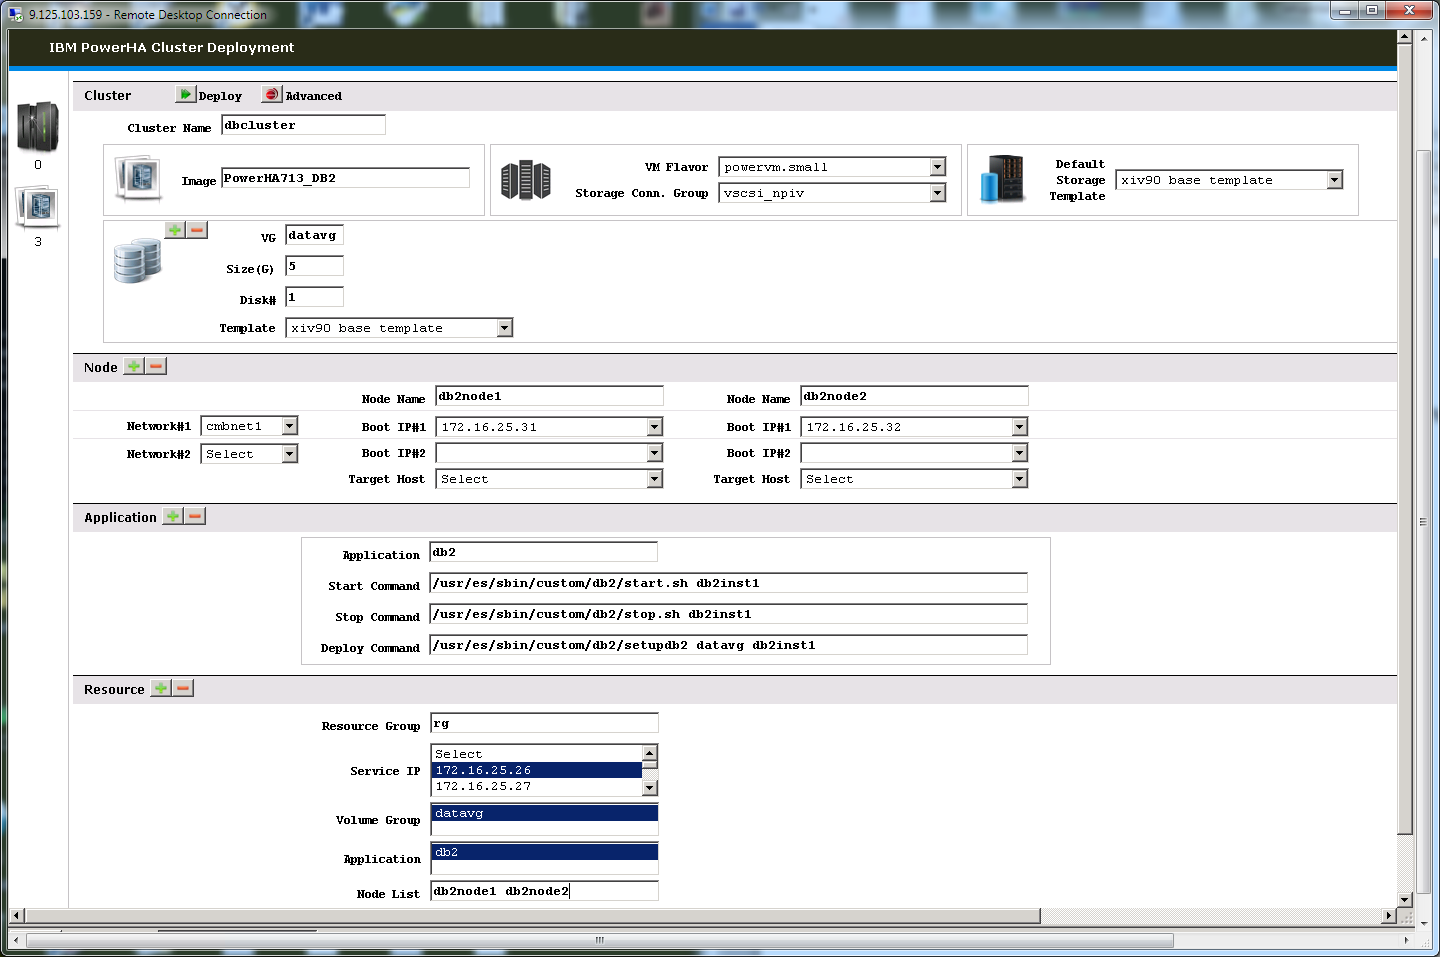 9.125.103.159 - Remote Desktop Connection
IBM PowerHA Cluster Deployment
Cluster Deploy Advanced
Cluster Name dbcluster
Image PowerHA713_DB2
VM Flavor powervm.small
Storage Conn. Group vscsi_npiv
Default Storage Template xiv90 base template
0
3
VG datavg
Size(G) 5
Disk# 1
Template xiv90 base template
Node
Node Name db2node1 Node Name db2node2
Network#1 cmbnet1 Boot IP#1 172.16.25.31 Boot IP#1 172.16.25.32
Network#2 Select Boot IP#2 Boot IP#2
Target Host Select Target Host Select
Application
Application db2
Start Command /usr/es/sbin/custom/db2/start.sh db2inst1
Stop Command /usr/es/sbin/custom/db2/stop.sh db2inst1
Deploy Command /usr/es/sbin/custom/db2/setupdb2 datavg db2inst1
Resource
Resource Group rg
Select
Service IP 172.16.25.26
172.16.25.27
Volume Group datavg
Application db2
Node List db2node1 db2node2